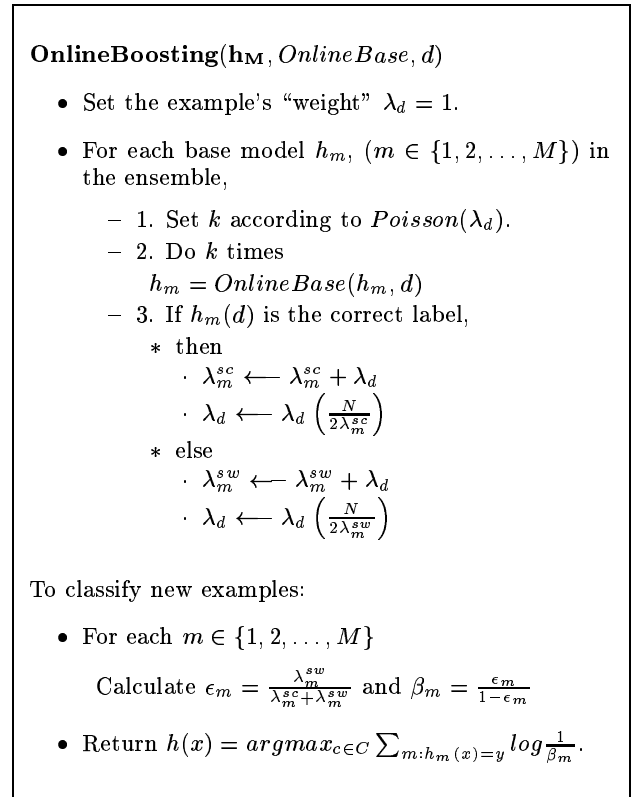 OnlineBoosting(h_M, OnlineBase, d)
• Set the example's “weight” λ_d = 1.
• For each base model h_m, (m ∈ {1, 2, . . . , M}) in
the ensemble,
– 1. Set k according to Poisson(λ_d).
– 2. Do k times
h_m = OnlineBase(h_m, d)
– 3. If h_m(d) is the correct label,
∗ then
· λ_m^{sc} ⟵ λ_m^{sc} + λ_d
· λ_d ⟵ λ_d (N / 2λ_m^{sc})
∗ else
· λ_m^{sw} ⟵ λ_m^{sw} + λ_d
· λ_d ⟵ λ_d (N / 2λ_m^{sw})
To classify new examples:
• For each m ∈ {1, 2, . . . , M}
Calculate ϵ_m = λ_m^{sw} / (λ_m^{sc} + λ_m^{sw}) and β_m = ϵ_m / (1−ϵ_m)
• Return h(x) = argmax_{c∈C} ∑_{m:h_m(x)=y} log 1/β_m.